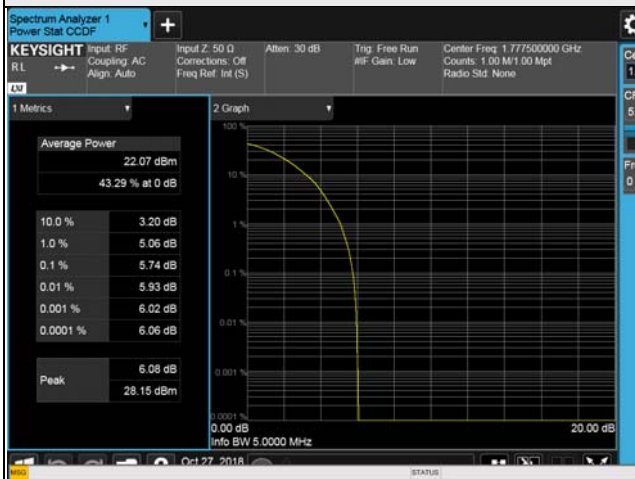 Spectrum Analyzer 1
Power Stat CCDF
+
KEYSIGHT Input: RF Input Z: 50 Ω Atten: 30 dB Trig: Free Run Center Freq: 1.777500000 GHz
RL Coupling: AC Corrections: Off #IF Gain: Low Counts: 1.00 M/1.00 Mpt
Align: Auto Freq Ref: Int (S) Radio Std: None
LXI
1 Metrics
2 Graph
Average Power
22.07 dBm
43.29 % at 0 dB
10.0 % 3.20 dB
1.0 % 5.06 dB
0.1 % 5.74 dB
0.01 % 5.93 dB
0.001 % 6.02 dB
0.0001 % 6.06 dB
Peak 6.08 dB
28.15 dBm
100 %
10 %
1 %
0.1 %
0.01 %
0.001 %
0.0001 %
0.00 dB 20.00 dB
Info BW 5.0000 MHz
Oct 27, 2018
MSG STATUS